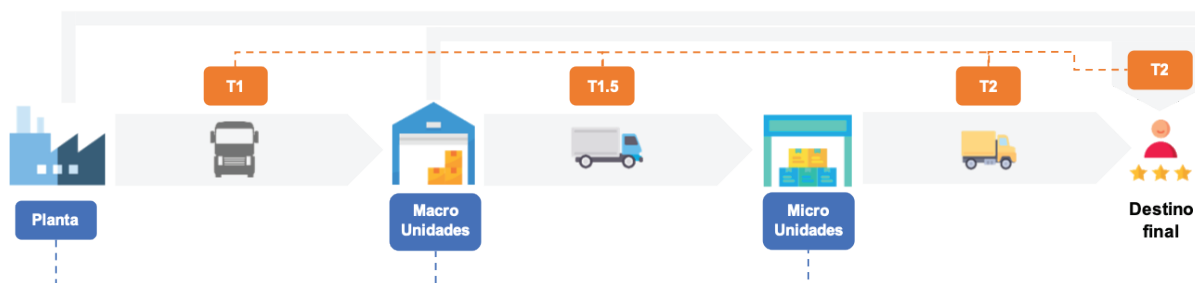 T1
T1.5
T2
T2
Planta
Macro
Unidades
Micro
Unidades
Destino
final